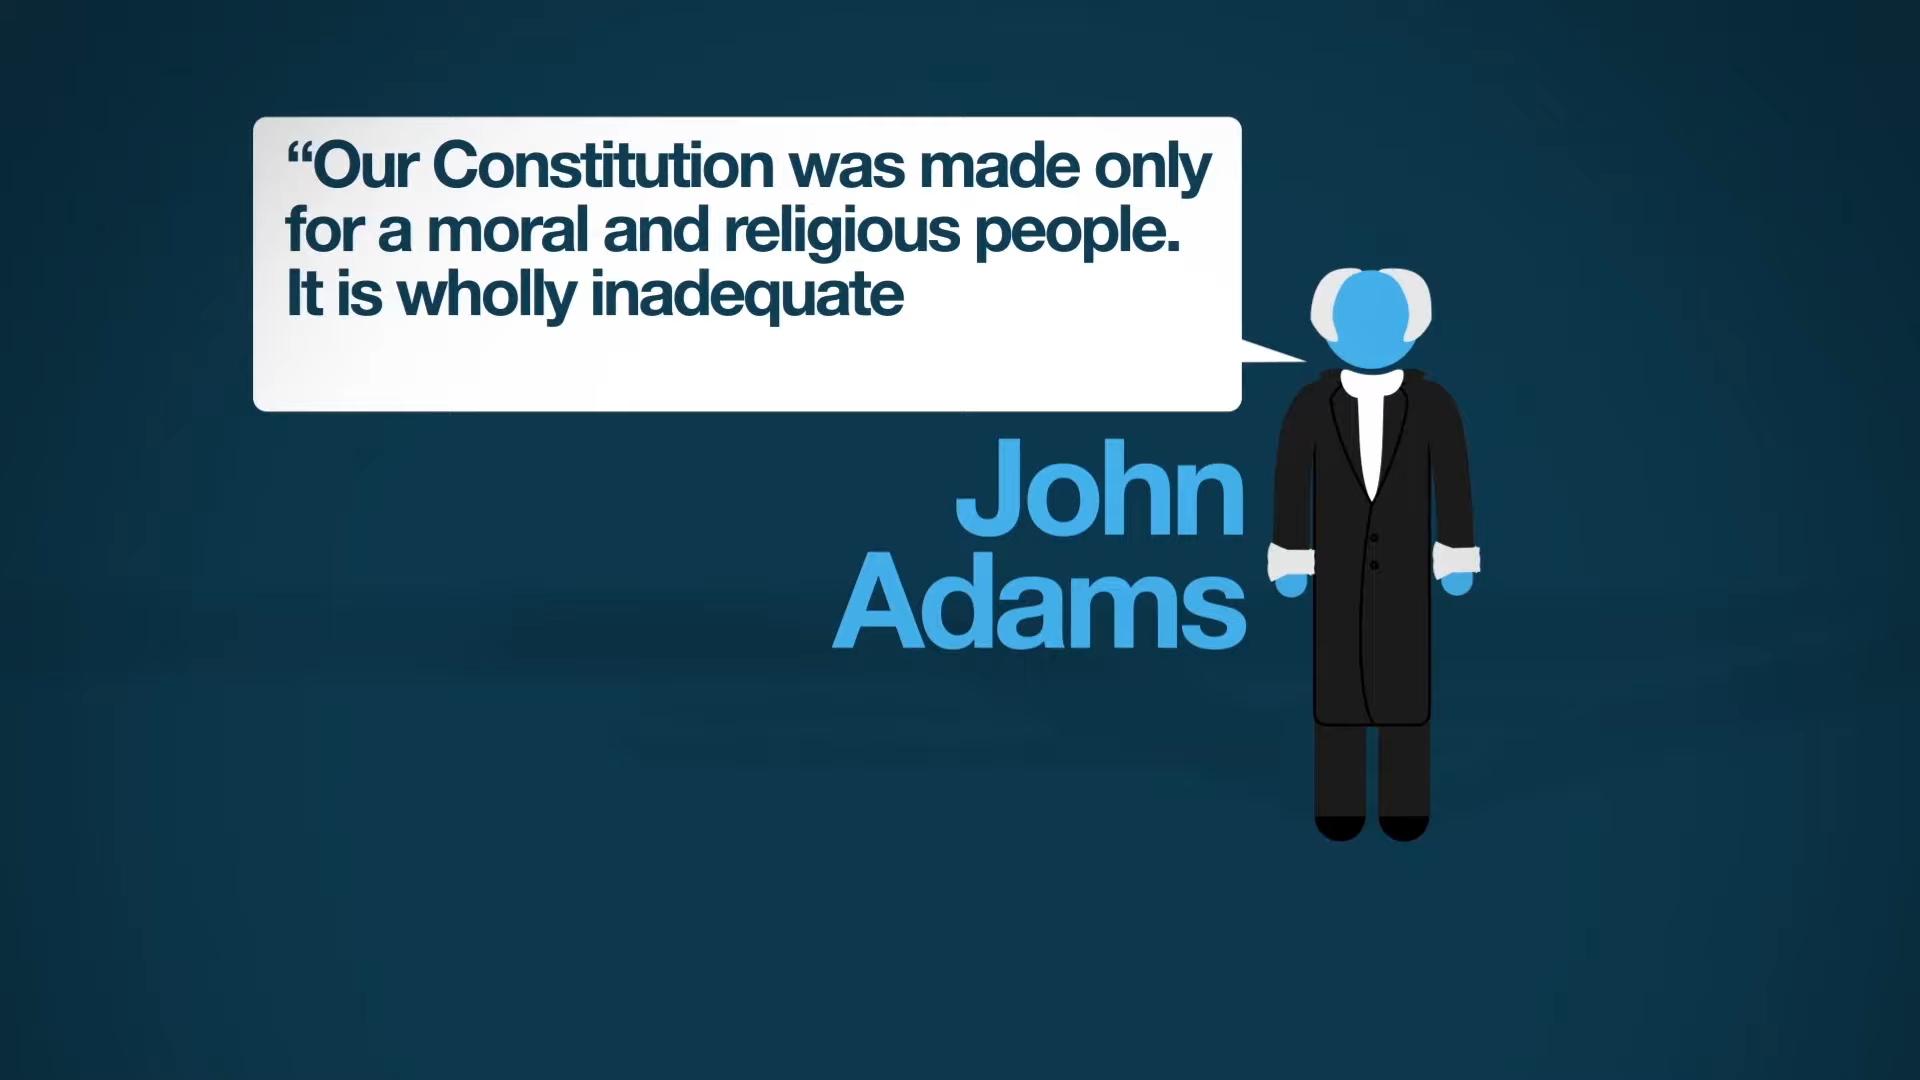 “Our Constitution was made only
for a moral and religious people.
It is wholly inadequate
John
Adams